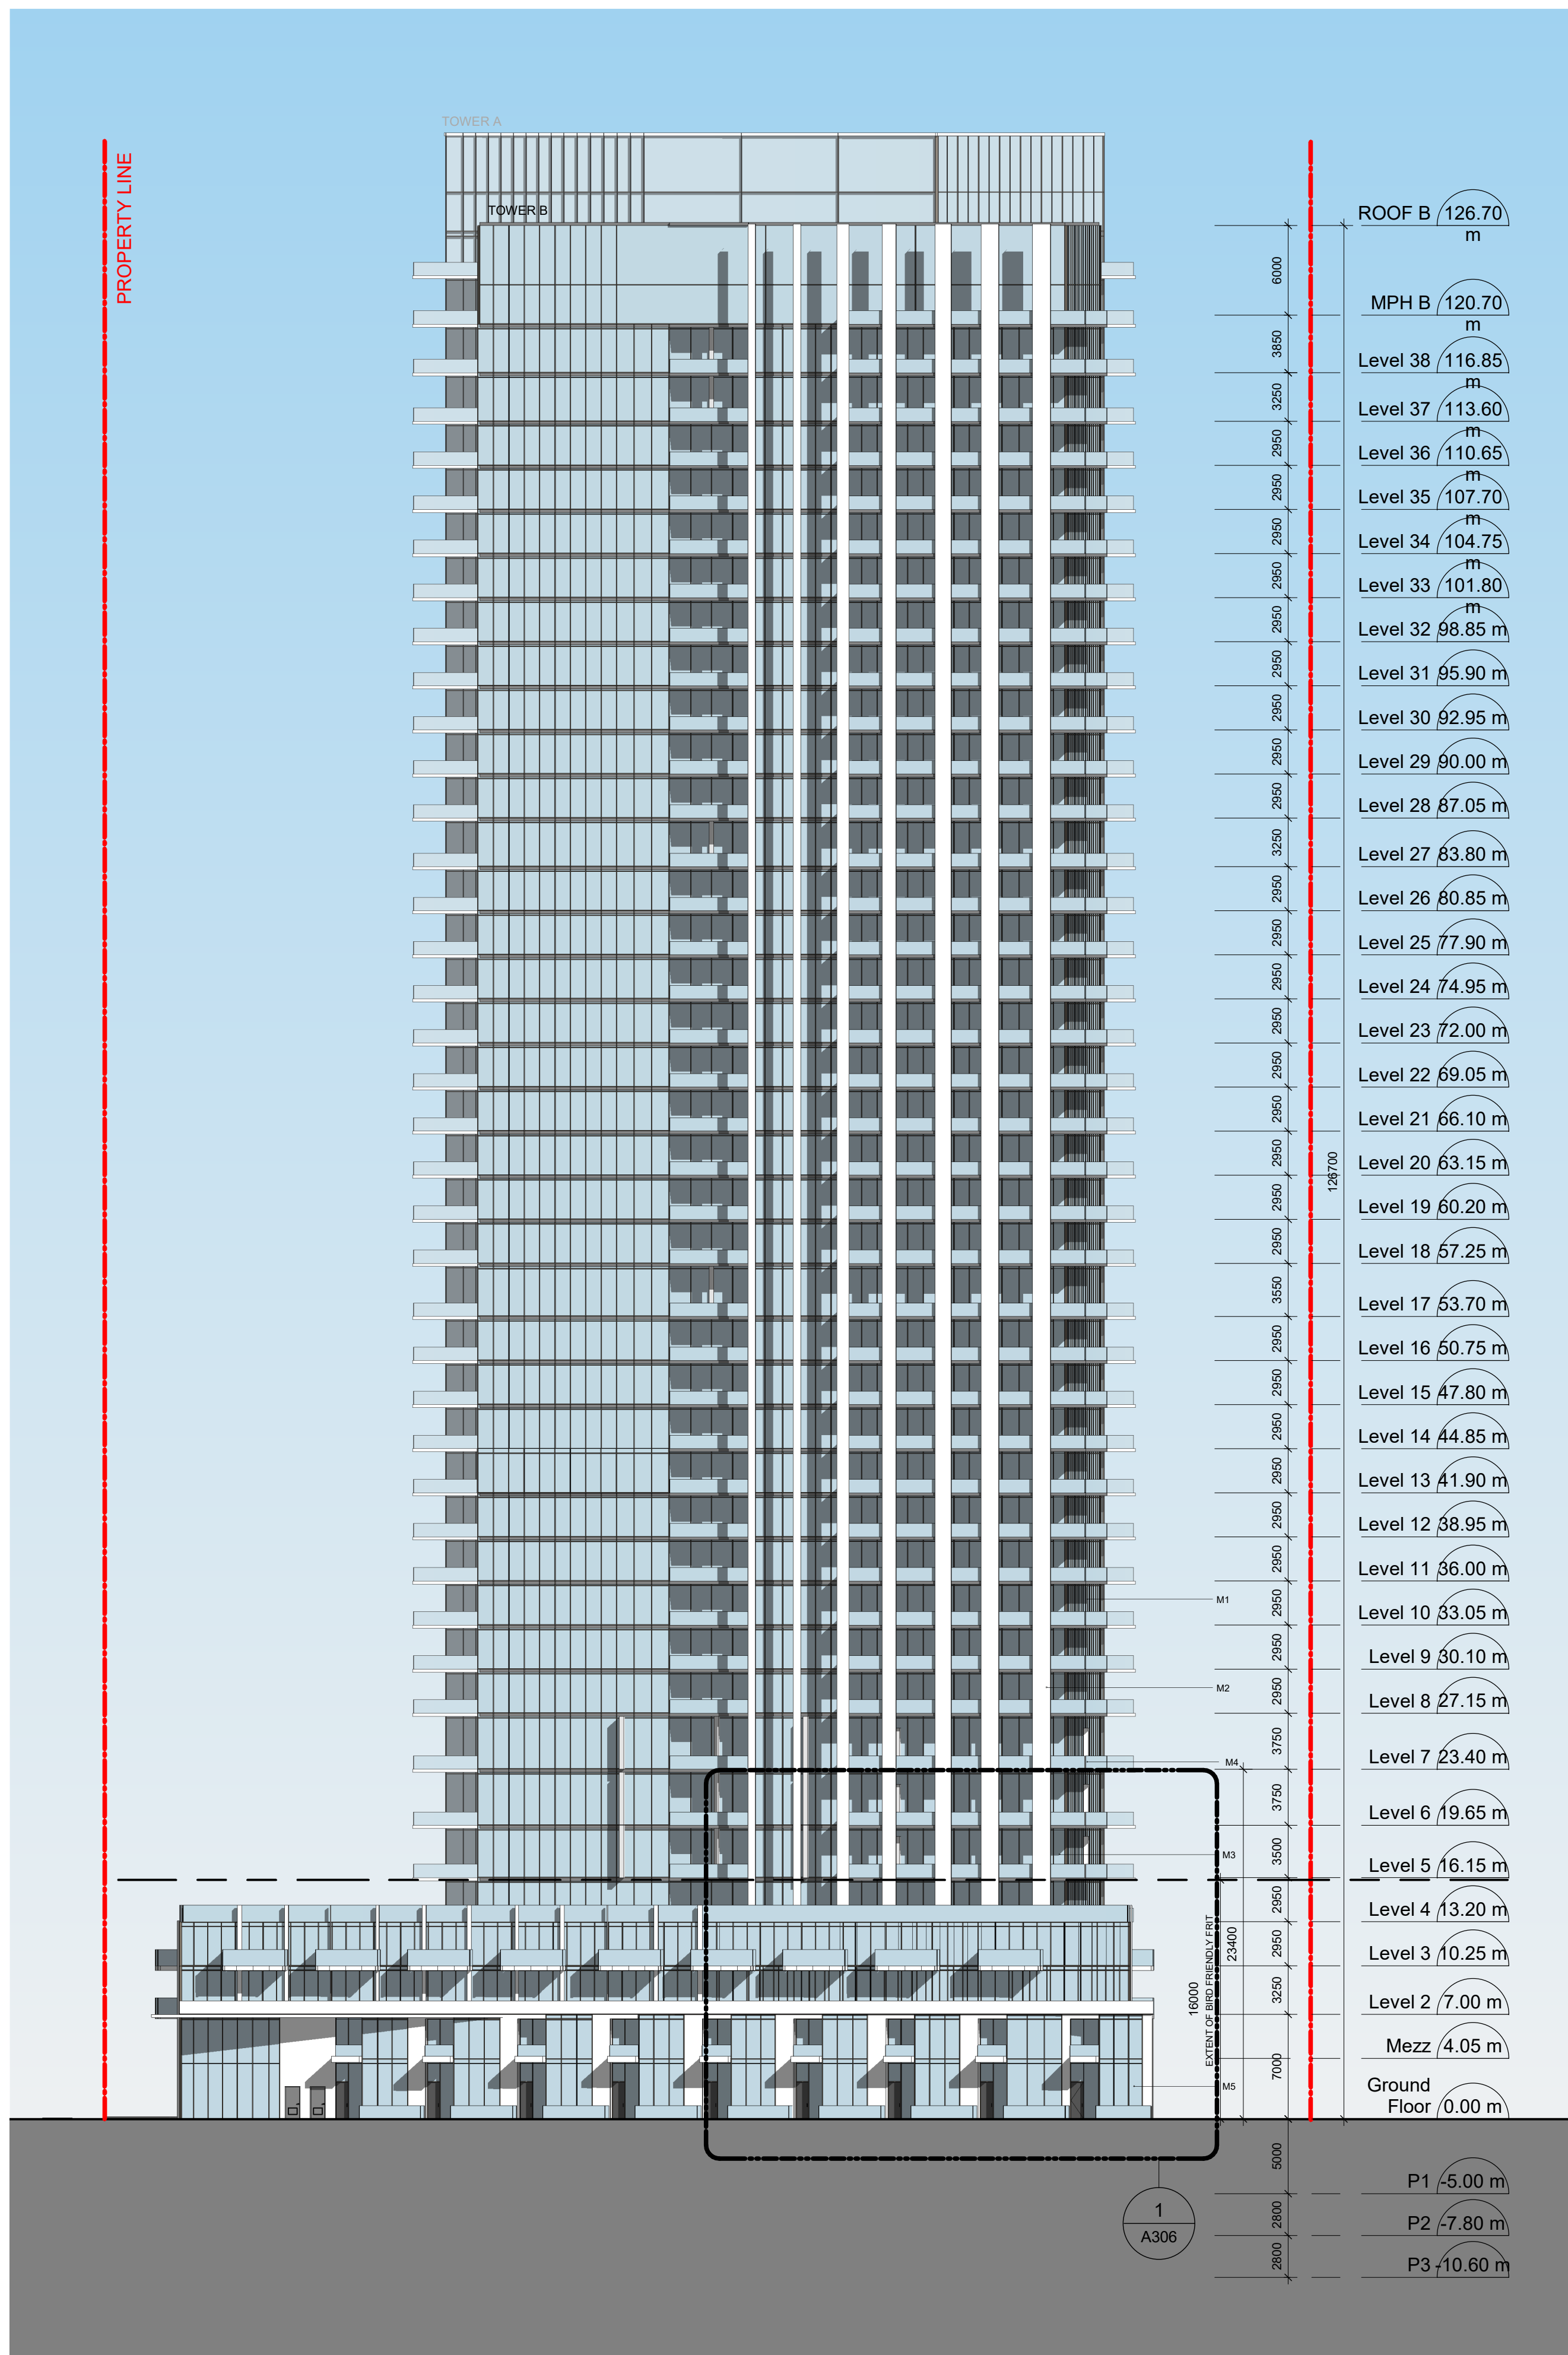 TOWER A
PROPERTY LINE
TOWER B
ROOF B 126.70 m
6000
MPH B 120.70 m
3850
Level 38 116.85 m
3250
Level 37 113.60 m
2950
Level 36 110.65 m
2950
Level 35 107.70 m
2950
Level 34 104.75 m
2950
Level 33 101.80 m
2950
Level 32 98.85 m
2950
Level 31 95.90 m
2950
Level 30 92.95 m
2950
Level 29 90.00 m
2950
Level 28 87.05 m
3250
Level 27 83.80 m
2950
Level 26 80.85 m
2950
Level 25 77.90 m
2950
Level 24 74.95 m
2950
Level 23 72.00 m
2950
Level 22 69.05 m
2950
Level 21 66.10 m
2950
126700
Level 20 63.15 m
2950
Level 19 60.20 m
2950
Level 18 57.25 m
3550
Level 17 53.70 m
2950
Level 16 50.75 m
2950
Level 15 47.80 m
2950
Level 14 44.85 m
2950
Level 13 41.90 m
2950
Level 12 38.95 m
2950
Level 11 36.00 m
M1
2950
Level 10 33.05 m
2950
Level 9 30.10 m
M2
2950
Level 8 27.15 m
3750
Level 7 23.40 m
M4
3750
Level 6 19.65 m
M3
3500
Level 5 16.15 m
2950
Level 4 13.20 m
23400
2950
Level 3 10.25 m
16000
EXTENT OF BIRD FRIENDLY FRIT
3250
Level 2 7.00 m
Mezz 4.05 m
7000
M5
Ground
Floor 0.00 m
5000
P1 -5.00 m
1
A306
2800
P2 -7.80 m
2800
P3 -10.60 m